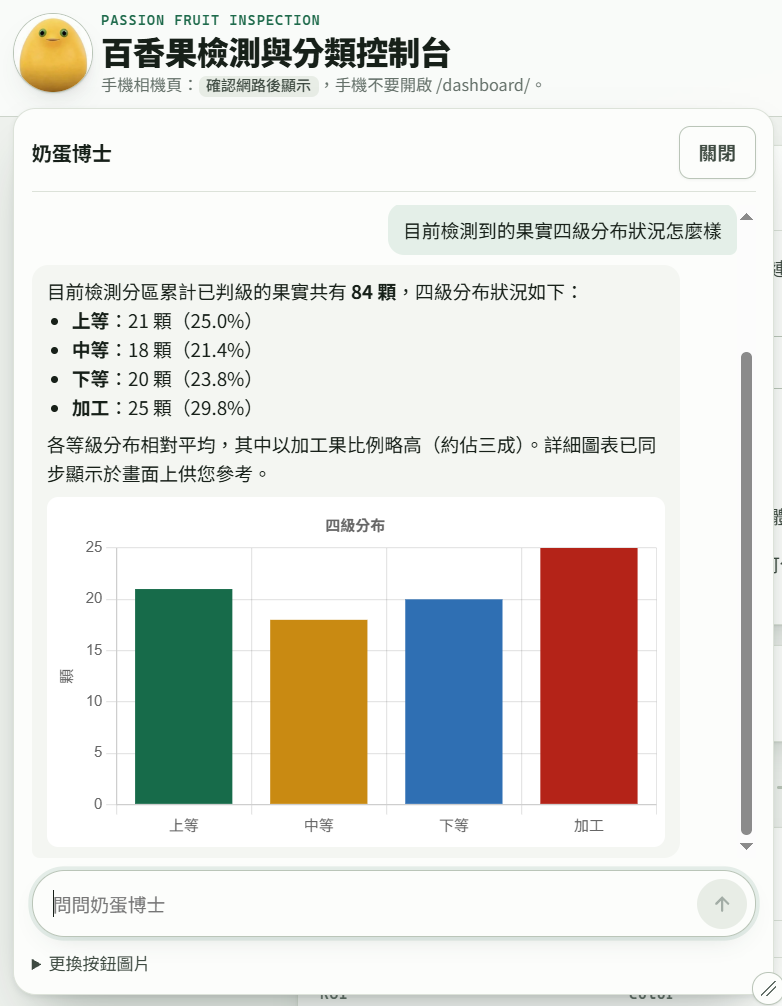 PASSION FRUIT INSPECTION
百香果檢測與分類控制台
手機相機頁： 確認網路後顯示 ，手機不要開啟 /dashboard/。
奶蛋博士
關閉
目前檢測到的果實四級分布狀況怎麼樣
目前檢測分區累計已判級的果實共有 84 顆，四級分布狀況如下：
• 上等：21 顆（25.0%）
• 中等：18 顆（21.4%）
• 下等：20 顆（23.8%）
• 加工：25 顆（29.8%）
各等級分布相對平均，其中以加工果比例略高（約佔三成）。詳細圖表已同
步顯示於畫面上供您參考。
四級分布
25
20
15
10
5
0
顆
上等
中等
下等
加工
問問奶蛋博士
▶ 更換按鈕圖片